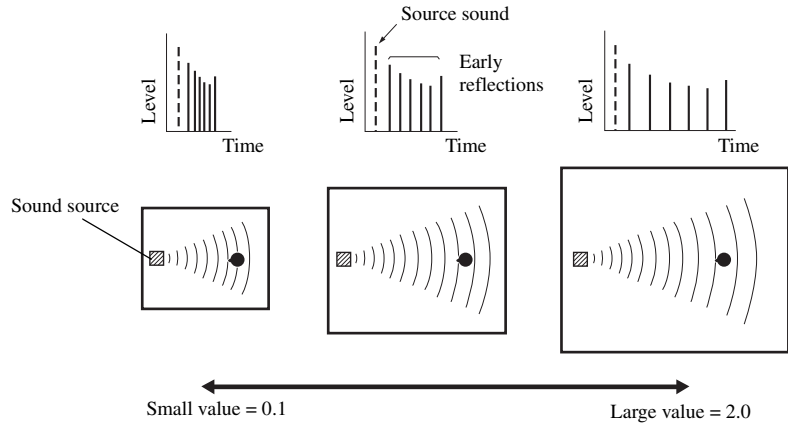 Source sound
Early
reflections
Level
Time
Level
Time
Level
Time
Sound source
Small value = 0.1
Large value = 2.0